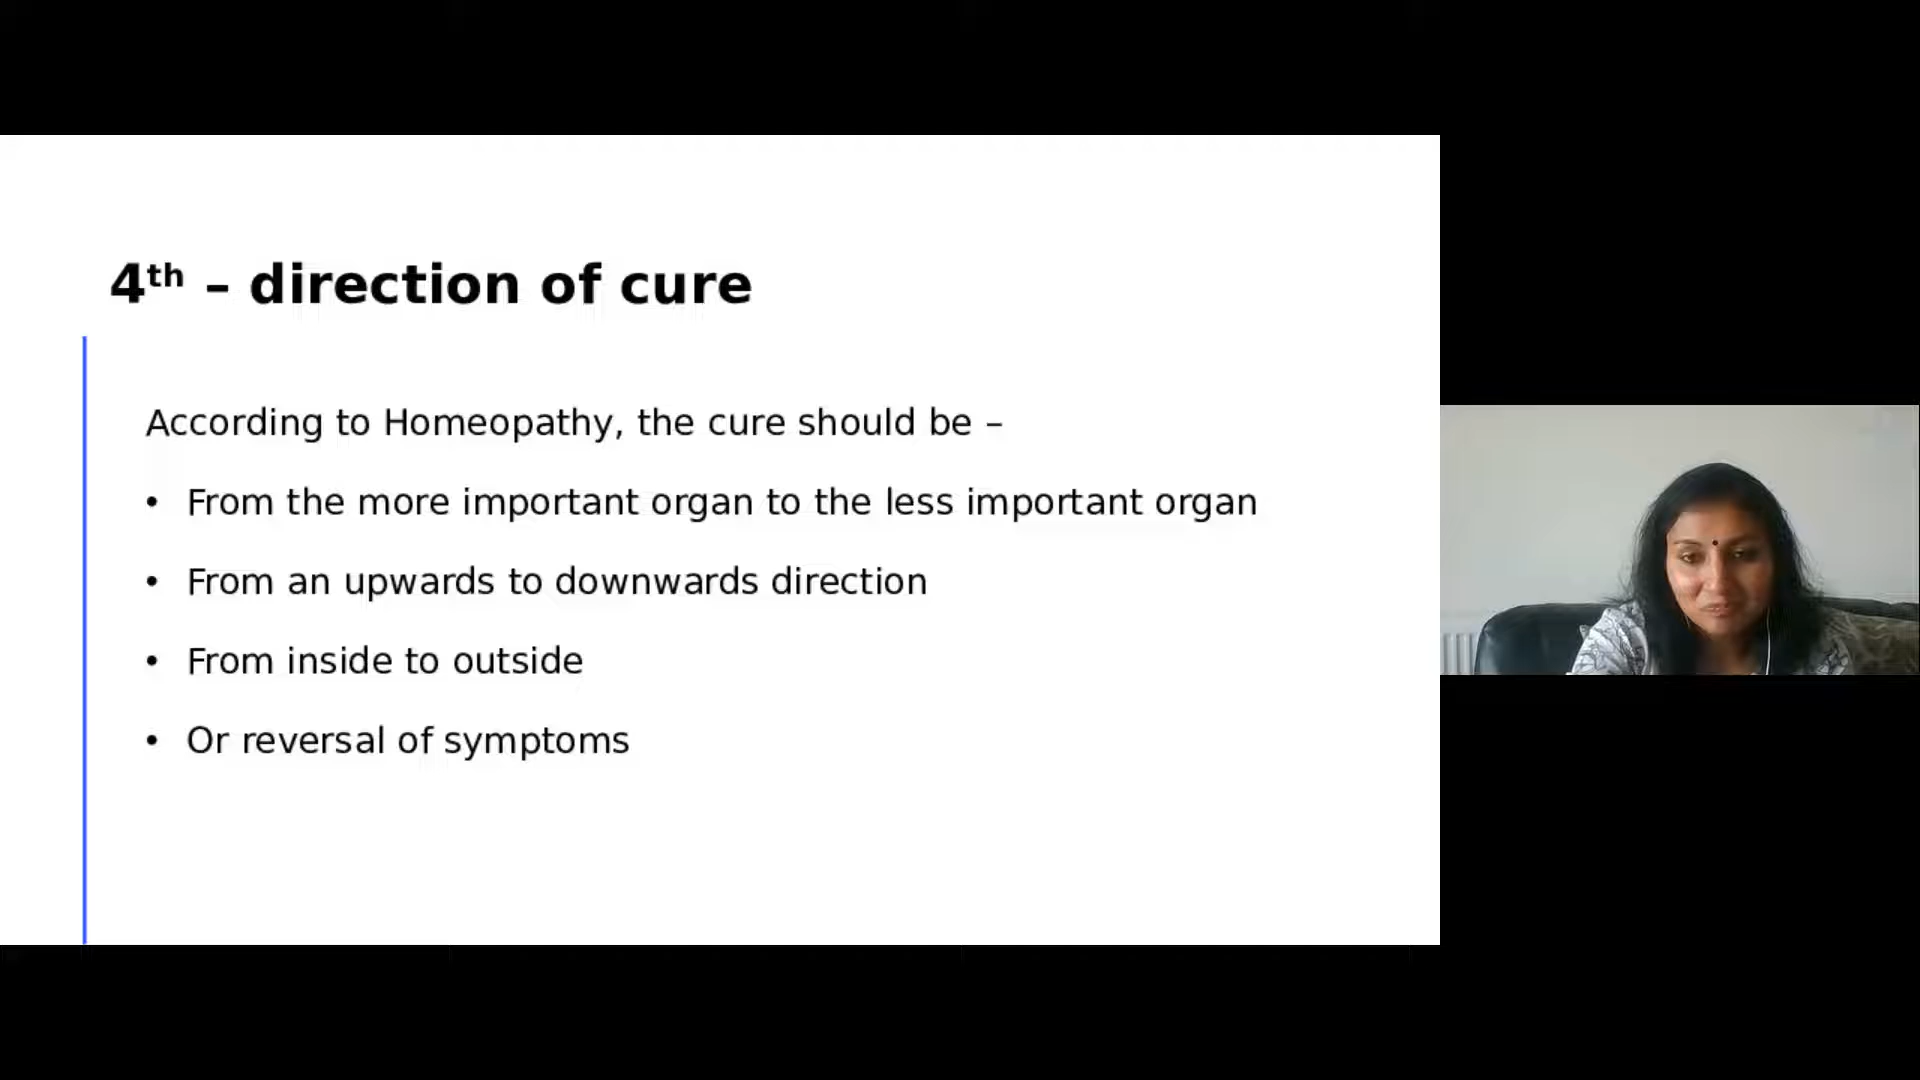 4th – direction of cure
According to Homeopathy, the cure should be –
• From the more important organ to the less important organ
• From an upwards to downwards direction
• From inside to outside
• Or reversal of symptoms